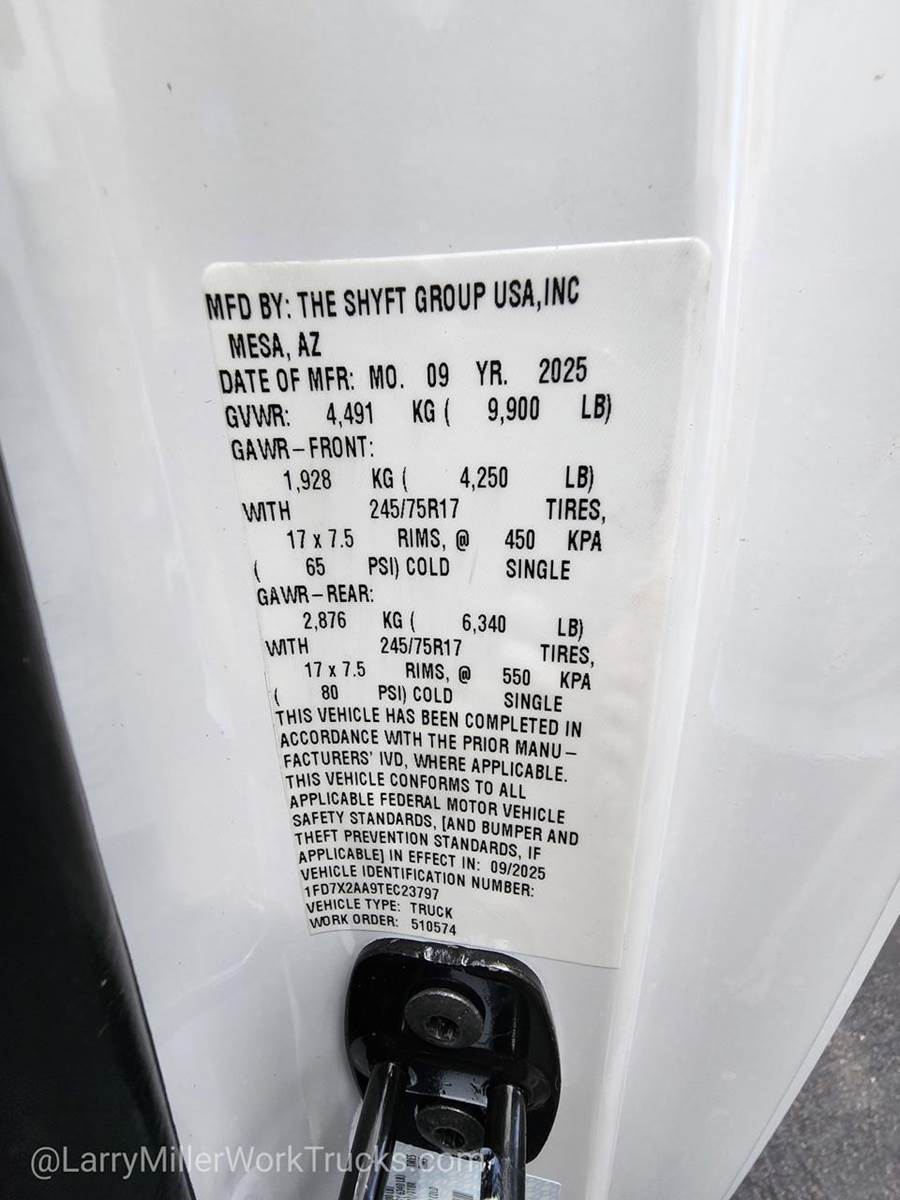 MFD BY: THE SHYFT GROUP USA,INC
MESA, AZ
DATE OF MFR: MO. 09 YR. 2025
GVWR: 4,491 KG ( 9,900 LB)
GAWR-FRONT:
1,928 KG ( 4,250 LB)
WITH 245/75R17 TIRES,
17 x 7.5 RIMS, @ 450 KPA
( 65 PSI) COLD SINGLE
GAWR-REAR:
2,876 KG ( 6,340 LB)
WITH 245/75R17 TIRES,
17 x 7.5 RIMS, @ 550 KPA
( 80 PSI) COLD SINGLE
THIS VEHICLE HAS BEEN COMPLETED IN
ACCORDANCE WITH THE PRIOR MANU-
FACTURERS' IVD, WHERE APPLICABLE.
THIS VEHICLE CONFORMS TO ALL
APPLICABLE FEDERAL MOTOR VEHICLE
SAFETY STANDARDS, [AND BUMPER AND
THEFT PREVENTION STANDARDS, IF
APPLICABLE] IN EFFECT IN: 09/2025
VEHICLE IDENTIFICATION NUMBER:
1FD7X2AA9TEC23797
VEHICLE TYPE: TRUCK
WORK ORDER: 510574
@LarryMillerWorkTrucks.com